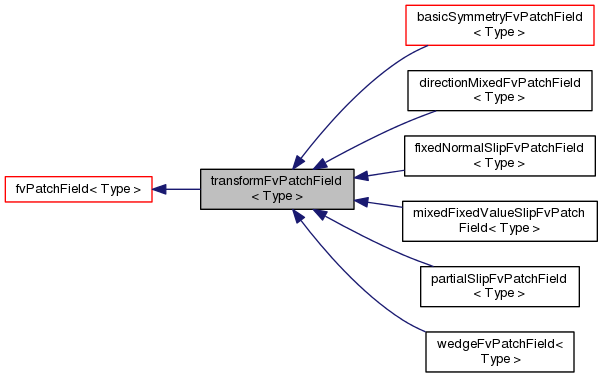 basicSymmetryFvPatchField
< Type >
directionMixedFvPatchField
< Type >
fixedNormalSlipFvPatchField
< Type >
fvPatchField< Type >
transformFvPatchField
< Type >
mixedFixedValueSlipFvPatch
Field< Type >
partialSlipFvPatchField
< Type >
wedgeFvPatchField<
Type >